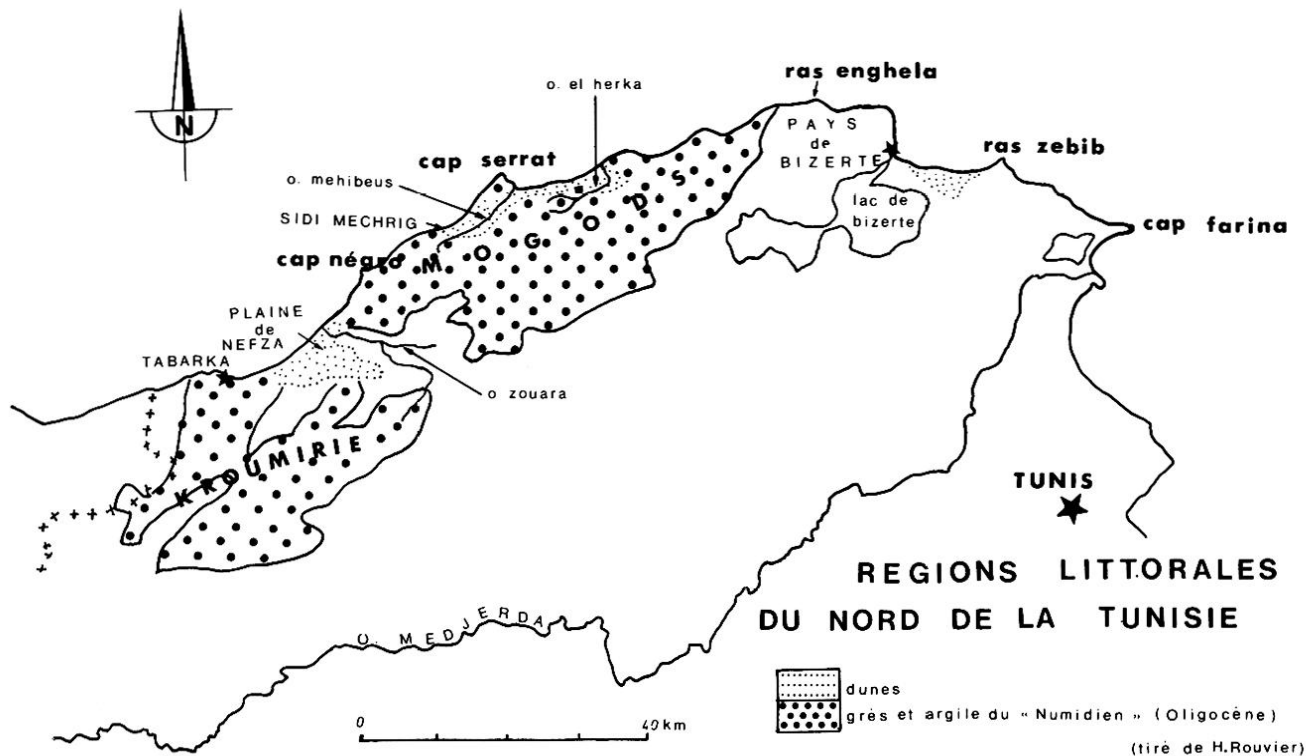 N
ras enghela
o. el herka
PAYS
de
BIZERTE
cap serrat
ras zebib
o. mehibeus
SIDI MECHRIG
lac de
bizerte
cap farina
cap négro
MOGODS
PLAINE
de
NEFZA
TABARKA
o zouara
KROUMIRIE
TUNIS
REGIONS LITTORALES
DU NORD DE LA TUNISIE
O. MEDJERDA
dunes
0 40 km
grès et argile du « Numidien » (Oligocène)
(tiré de H.Rouvier)